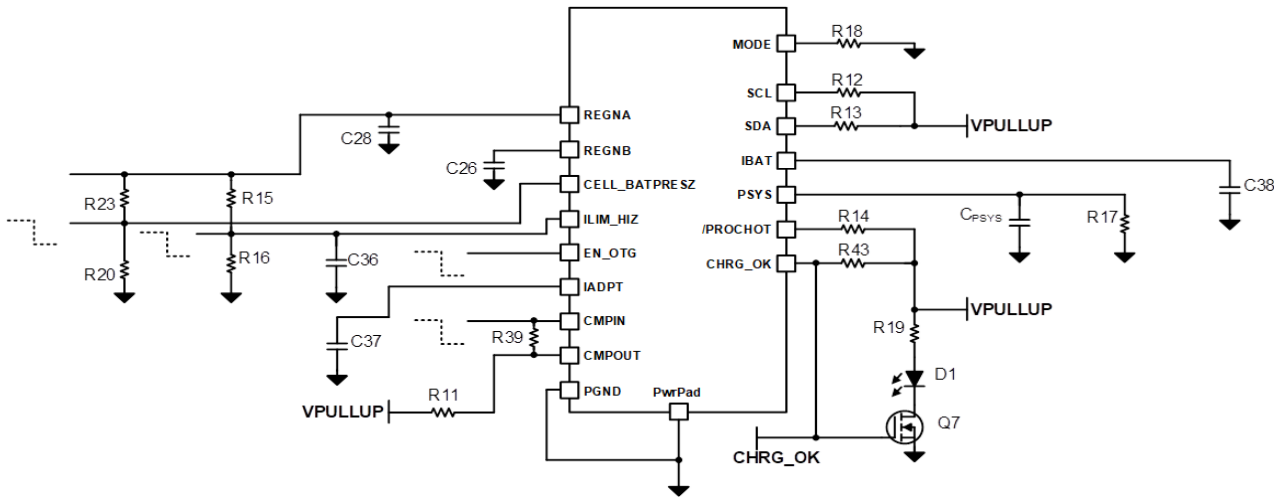 MODE
R18
SCL
R12
SDA
R13
VPULLUP
REGNA
C28
REGNB
C26
IBAT
CELL_BATPRESZ
PSYS
C38
R23
R15
ILIM_HIZ
/PROCHOT
R14
CPSYS
R17
R20
R16
C36
EN_OTG
CHRG_OK
R43
IADPT
VPULLUP
CMPIN
R39
R19
C37
CMPOUT
D1
PGND
PwrPad
R11
VPULLUP
Q7
CHRG_OK